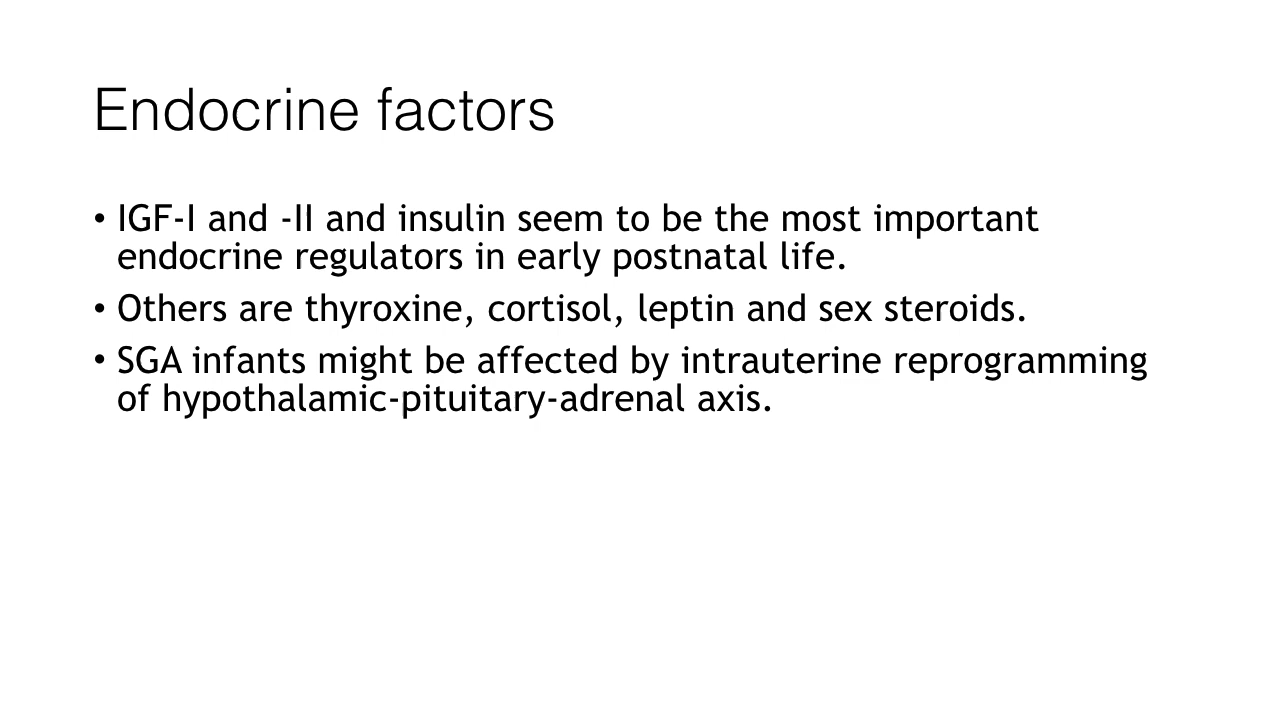 Endocrine factors
• IGF-I and -II and insulin seem to be the most important
endocrine regulators in early postnatal life.
• Others are thyroxine, cortisol, leptin and sex steroids.
• SGA infants might be affected by intrauterine reprogramming
of hypothalamic-pituitary-adrenal axis.